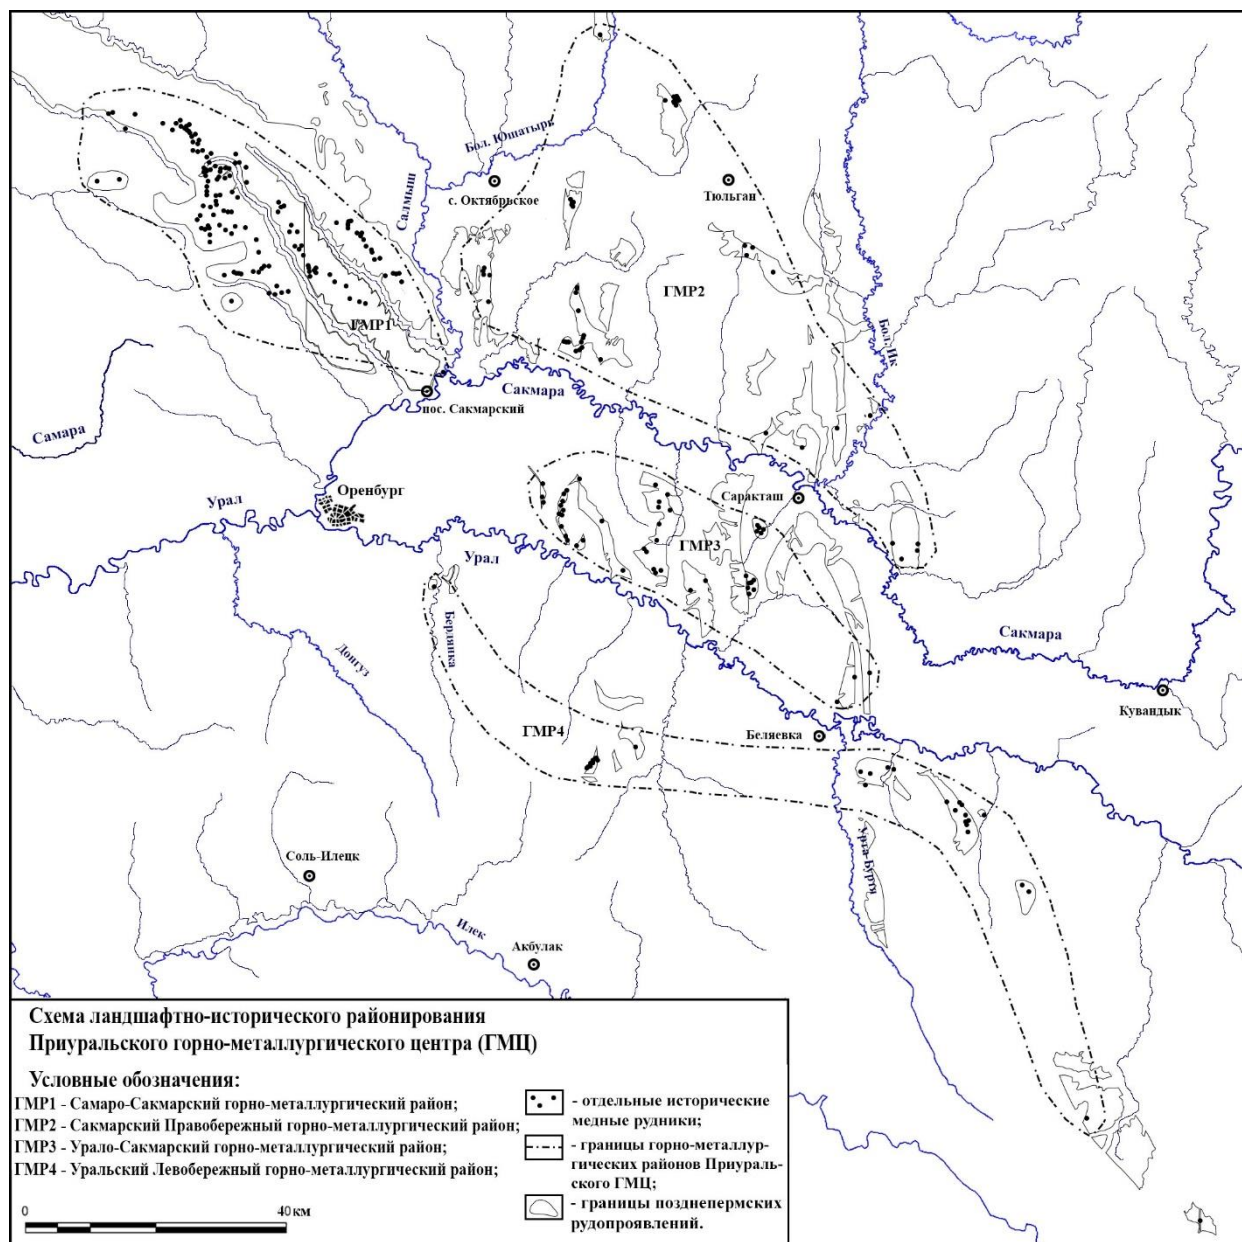 Бол. Юшатырь
с. Октябрьское
Салмыш
Тюльган
ГМР2
ГМР1
Бол. Ик
Сакмара
пос. Сакмарский
Самара
Урал
Оренбург
Саракташ
Урал
ГМР3
Бердянка
Донгуз
Сакмара
Кувандык
ГМР4
Беляевка
Урта-Буртя
Соль-Илецк
Илек
Акбулак
Схема ландшафтно-исторического районирования
Приуральского горно-металлургического центра (ГМЦ)
Условные обозначения:
ГМР1 - Самаро-Сакмарский горно-металлургический район;
ГМР2 - Сакмарский Правобережный горно-металлургический район;
ГМР3 - Урало-Сакмарский горно-металлургический район;
ГМР4 - Уральский Левобережный горно-металлургический район;
0 40 км
- отдельные исторические
медные рудники;
- границы горно-металлур-
гических районов Приураль-
ского ГМЦ;
- границы позднепермских
рудопроявлений.